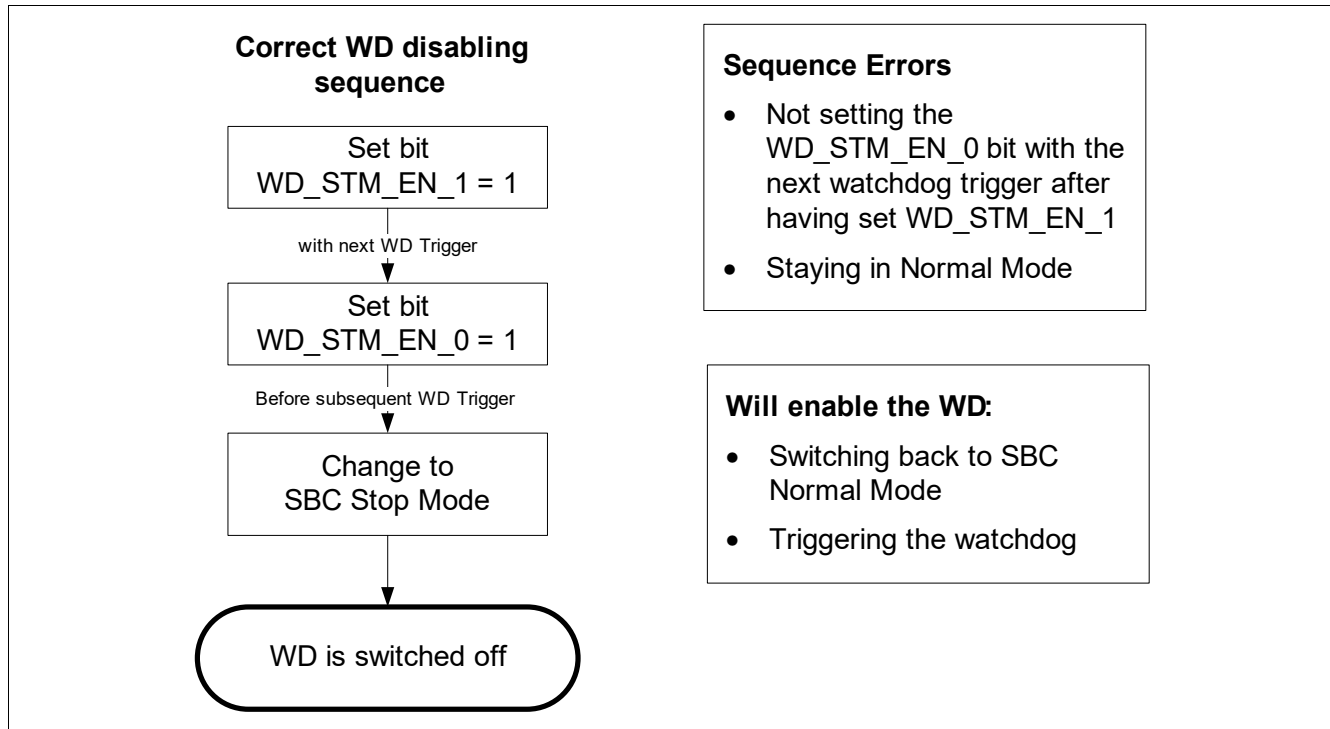 Correct WD disabling
sequence
Set bit
WD_STM_EN_1 = 1
with next WD Trigger
Set bit
WD_STM_EN_0 = 1
Before subsequent WD Trigger
Change to
SBC Stop Mode
WD is switched off
Sequence Errors
• Not setting the
WD_STM_EN_0 bit with the
next watchdog trigger after
having set WD_STM_EN_1
• Staying in Normal Mode
Will enable the WD:
• Switching back to SBC
Normal Mode
• Triggering the watchdog